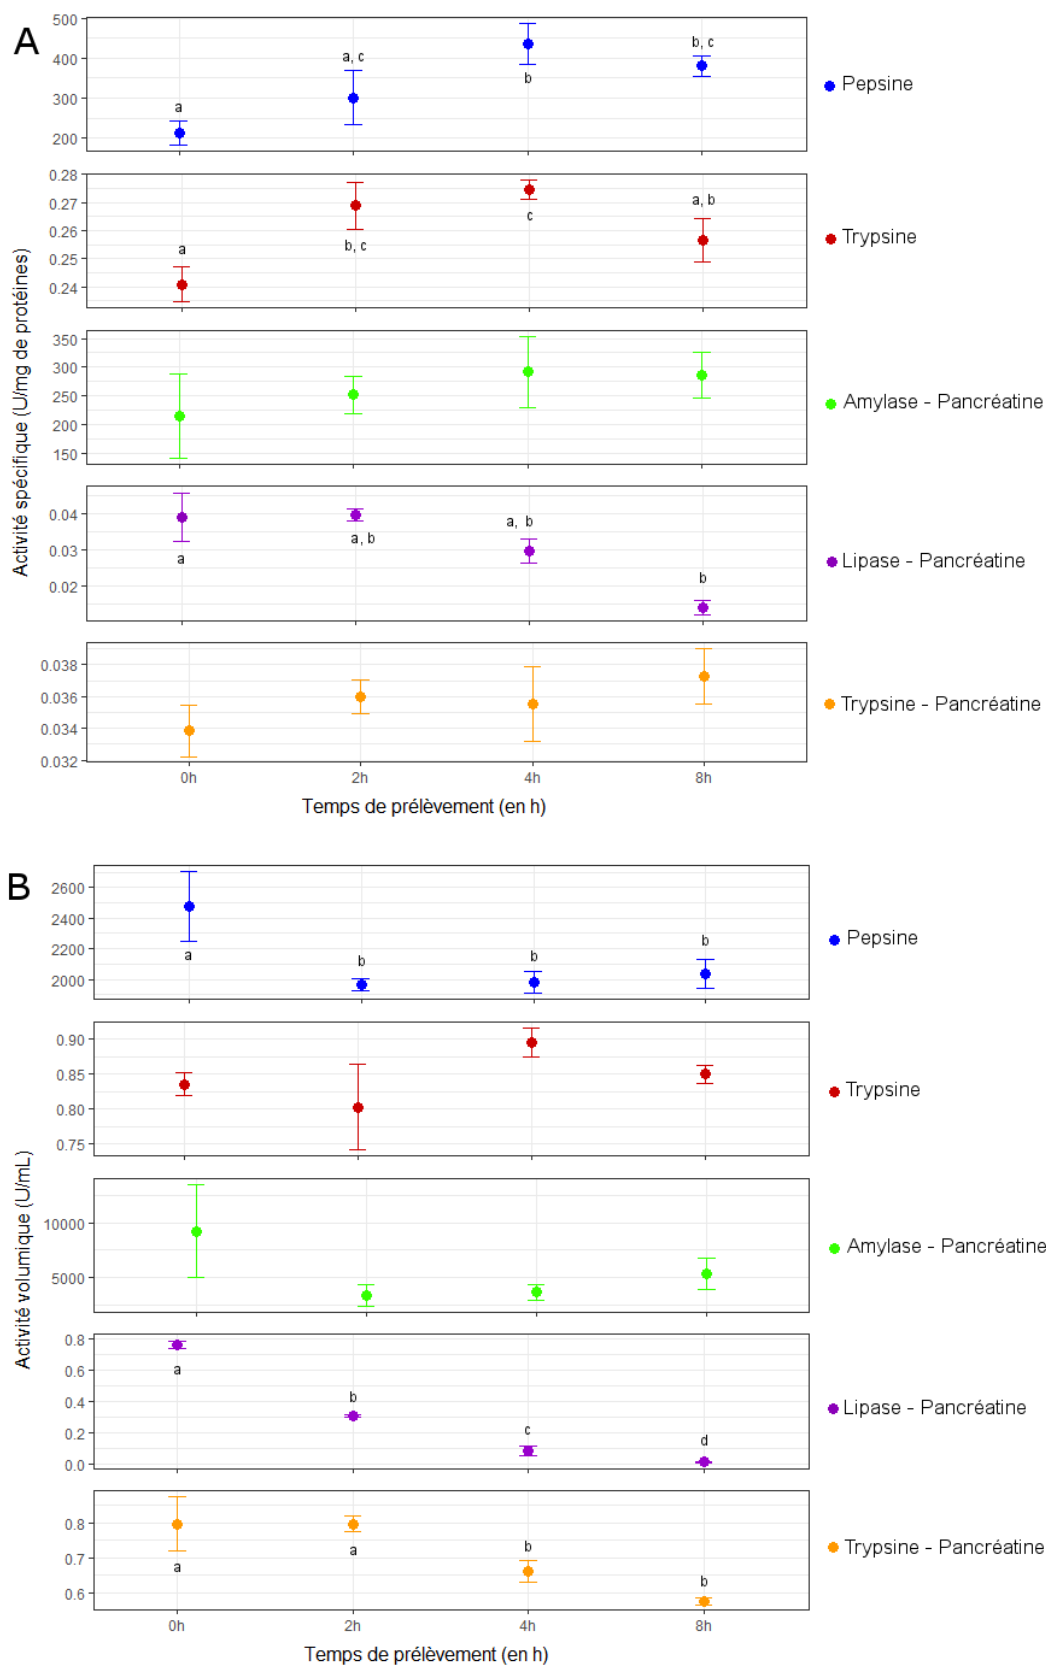 A
500
400
300
200
a
a, c
b
b, c
Pepsine
0.28
0.27
0.26
0.25
0.24
a
b, c
c
a, b
Trypsine
350
300
250
200
150
Amylase - Pancréatine
0.04
0.03
0.02
a
a, b
a, b
b
Lipase - Pancréatine
0.038
0.036
0.034
0.032
Trypsine - Pancréatine
Activité spécifique (U/mg de protéines)
0h 2h 4h 8h
Temps de prélèvement (en h)
B
2600
2400
2200
2000
a
b
b
b
Pepsine
0.90
0.85
0.80
0.75
Trypsine
10000
5000
Amylase - Pancréatine
0.8
0.6
0.4
0.2
0.0
a
b
c
d
Lipase - Pancréatine
0.8
0.7
0.6
a
a
b
b
Trypsine - Pancréatine
Activité volumique (U/mL)
0h 2h 4h 8h
Temps de prélèvement (en h)